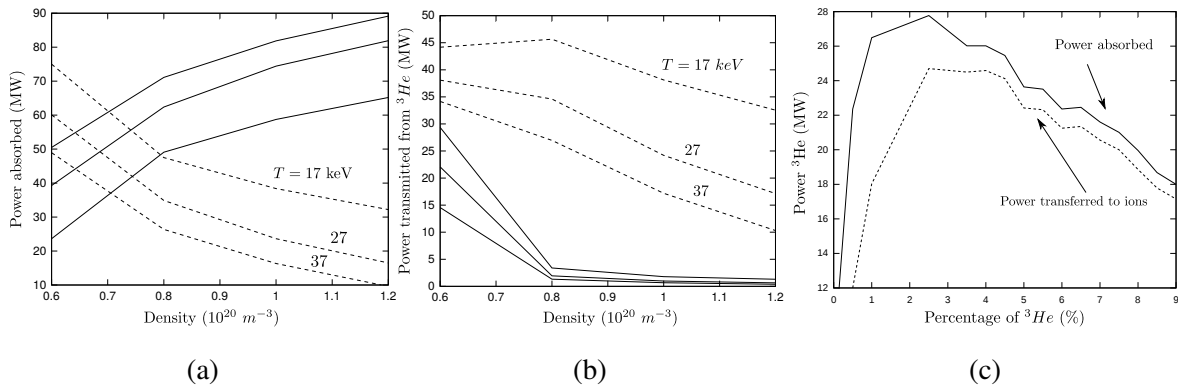 90
80
70
60
50
40
30
20
10
0.6 0.7 0.8 0.9 1 1.1 1.2
Power absorbed (MW)
Density (10²⁰ m⁻³)
T = 17 keV
27
37
(a)
50
45
40
35
30
25
20
15
10
5
0
0.6 0.7 0.8 0.9 1 1.1 1.2
Power transmitted from ³He (MW)
Density (10²⁰ m⁻³)
T = 17 keV
27
37
(b)
28
26
24
22
20
18
16
14
12
0 1 2 3 4 5 6 7 8 9
Power ³He (MW)
Percentage of ³He (%)
Power absorbed
Power transferred to ions
(c)